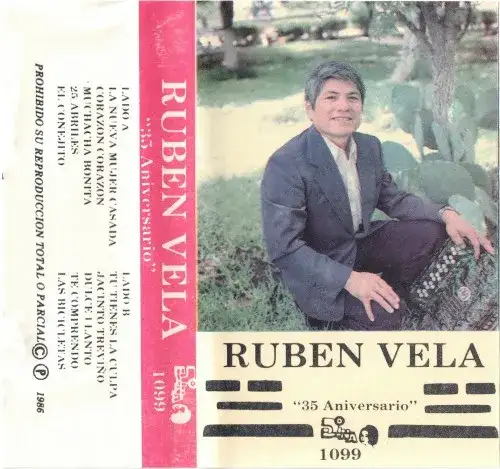 LADO A
LA NUEVA MUJER CASADA
CORAZON CORAZON
MUCHACHA BONITA
25 ABRILES
EL CONEJITO
LADO B
TU TIENES LA CULPA
JACINTO TREVIÑO
DULCE LLANTO
TE COMPRENDO
LAS BICICLETAS
PROHIBIDO SU REPRODUCCION TOTAL O PARCIAL © ℗ 1986
RUBEN VELA
"35 Aniversario"
1099
RUBEN VELA
"35 Aniversario"
1099